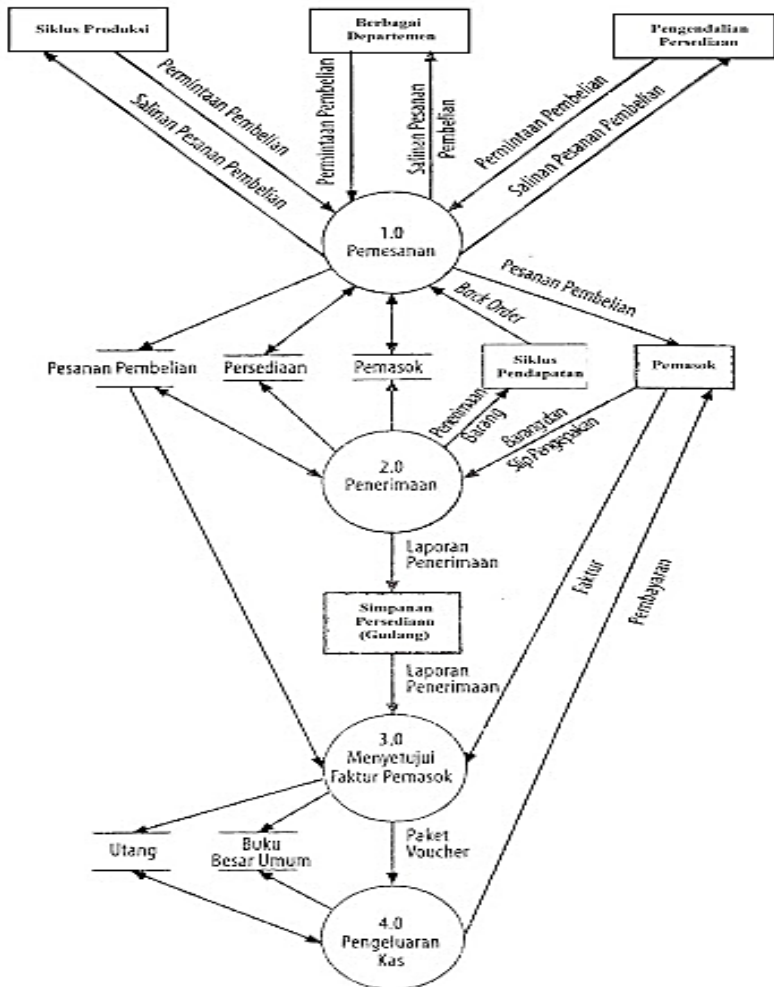 Siklus Produksi
Berbagai
Departemen
Pengendalian
Persediaan
Permintaan Pembelian
Salinan Pesanan Pembelian
Permintaan Pembelian
Salinan Pesanan
Pembelian
Permintaan Pembelian
Salinan Pesanan Pembelian
1.0
Pemesanan
Pesanan Pembelian
Back Order
Pesanan Pembelian
Persediaan
Pemasok
Siklus
Pendapatan
Pemasok
Penerimaan
Barang
Barang dan
Slip Pangepakan
2.0
Penerimaan
Laporan
Penerimaan
Simpanan
Persediaan
(Gudang)
Faktur
Pembayaran
Laporan
Penerimaan
3.0
Menyetujui
Faktur Pemasok
Utang
Buku
Besar Umum
Paket
Voucher
4.0
Pengeluaran
Kas